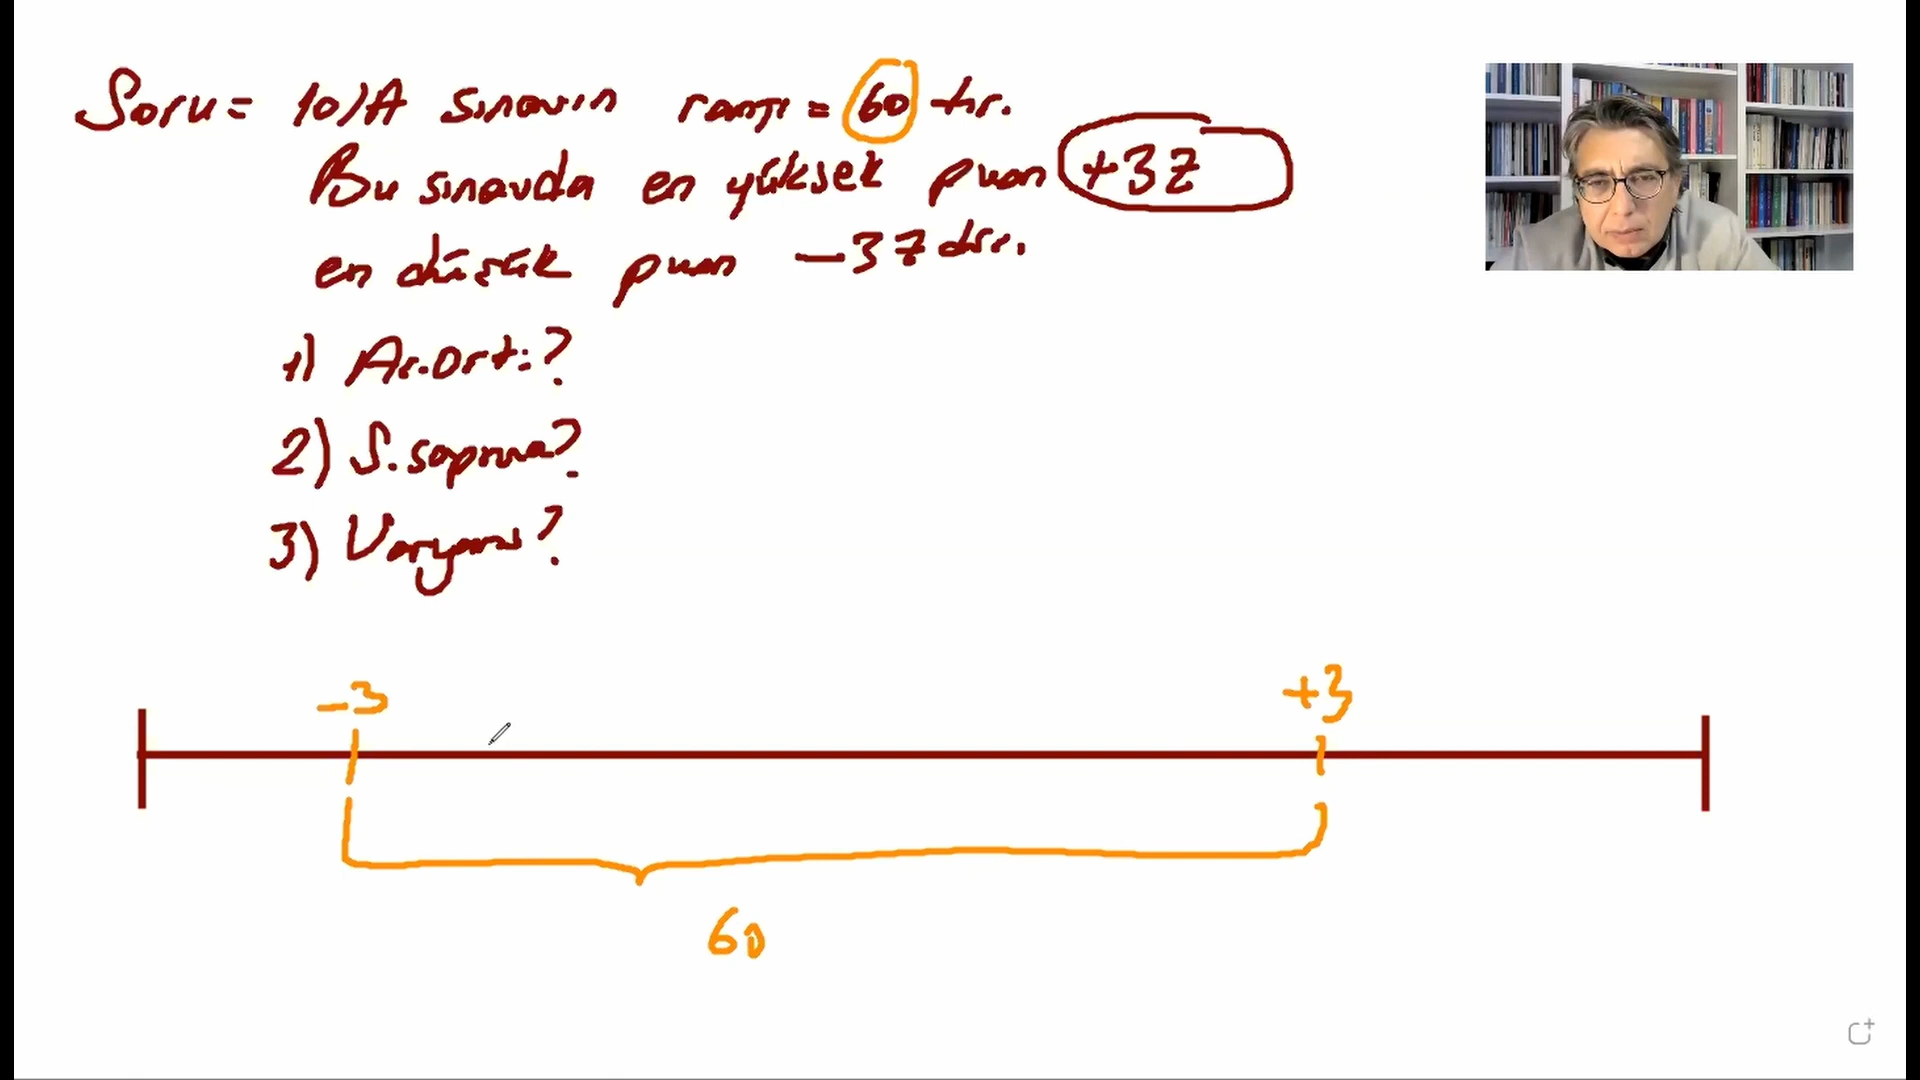 Soru= 10/A sınavın ranjı = 60 tır.
Bu sınavda en yüksek puan +3Z
en düşük puan -3Z dır.
1) Ar.Ort:?
2) S.sapma?
3) Varyans?
-3 +3
60